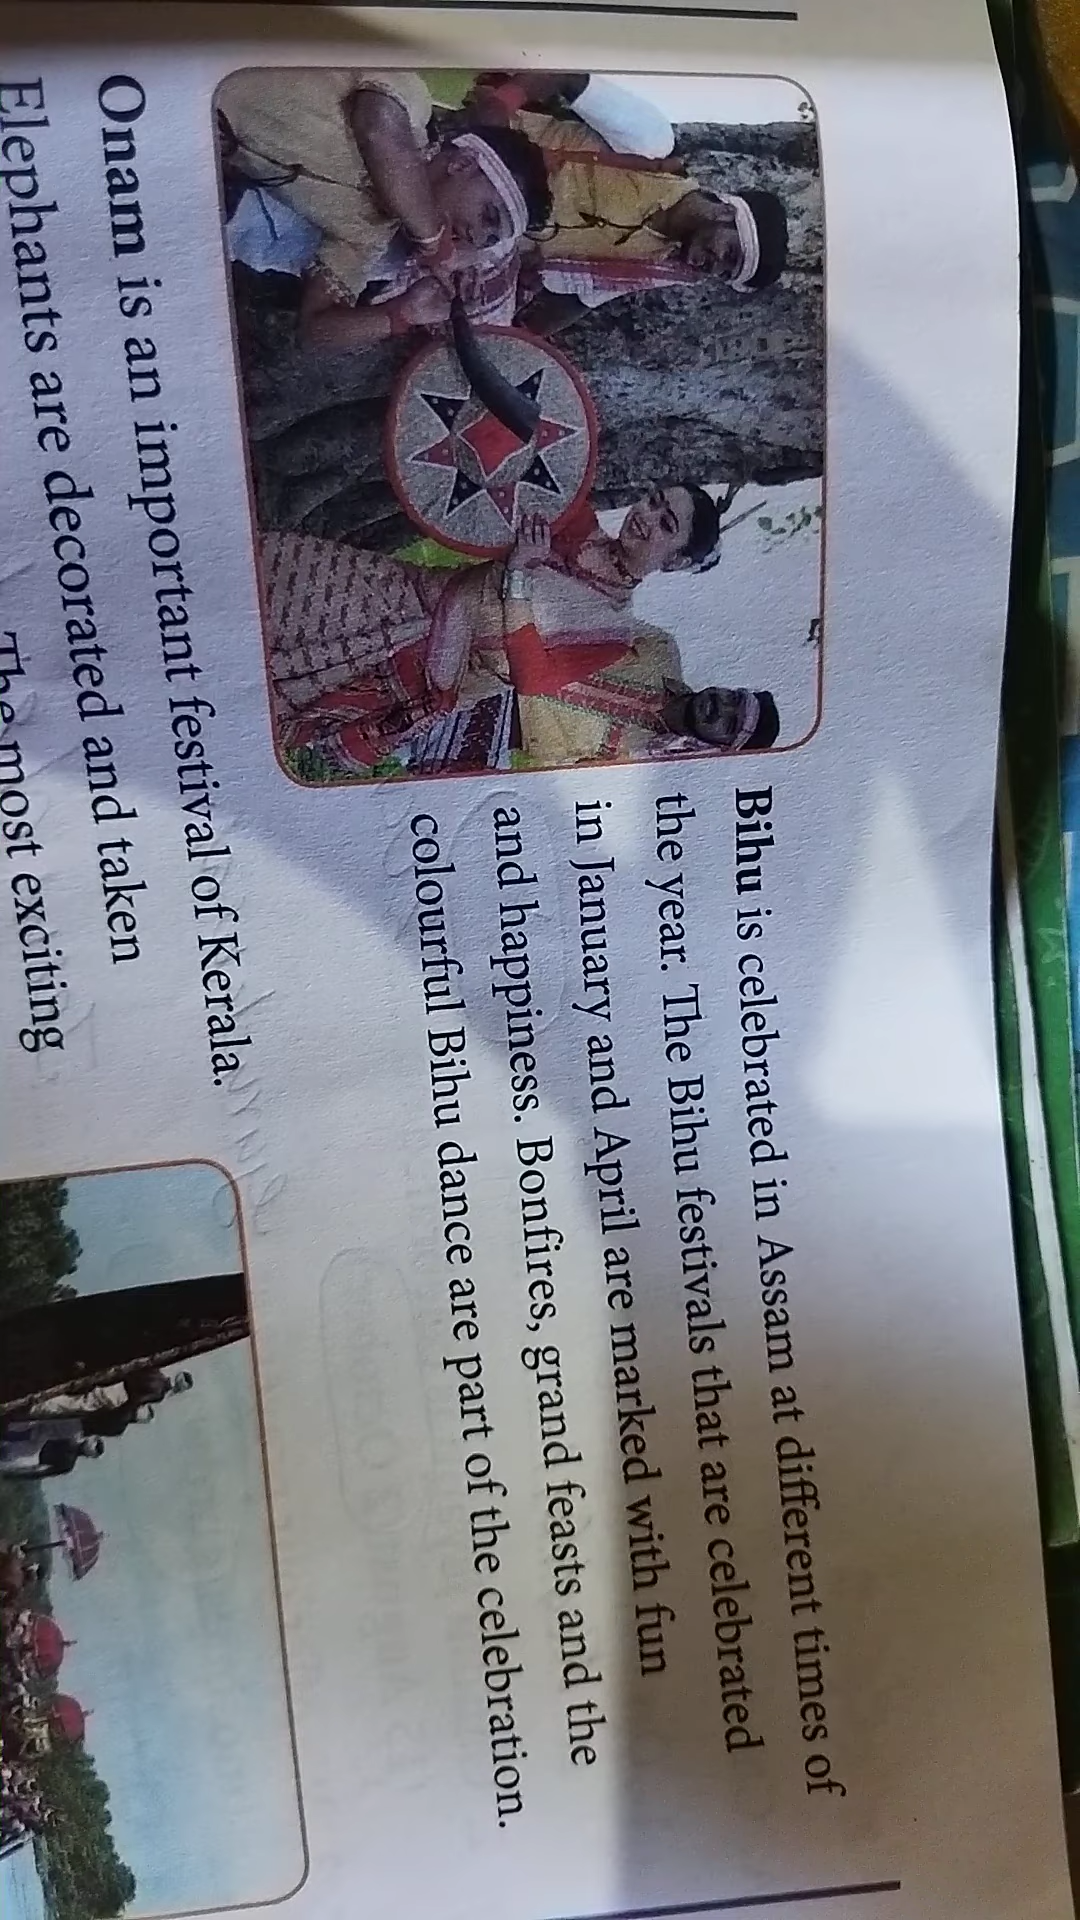 Bihu is celebrated in Assam at different times of
the year. The Bihu festivals that are celebrated
in January and April are marked with fun
and happiness. Bonfires, grand feasts and the
colourful Bihu dance are part of the celebration.
Onam is an important festival of Kerala.
Elephants are decorated and taken
The most exciting